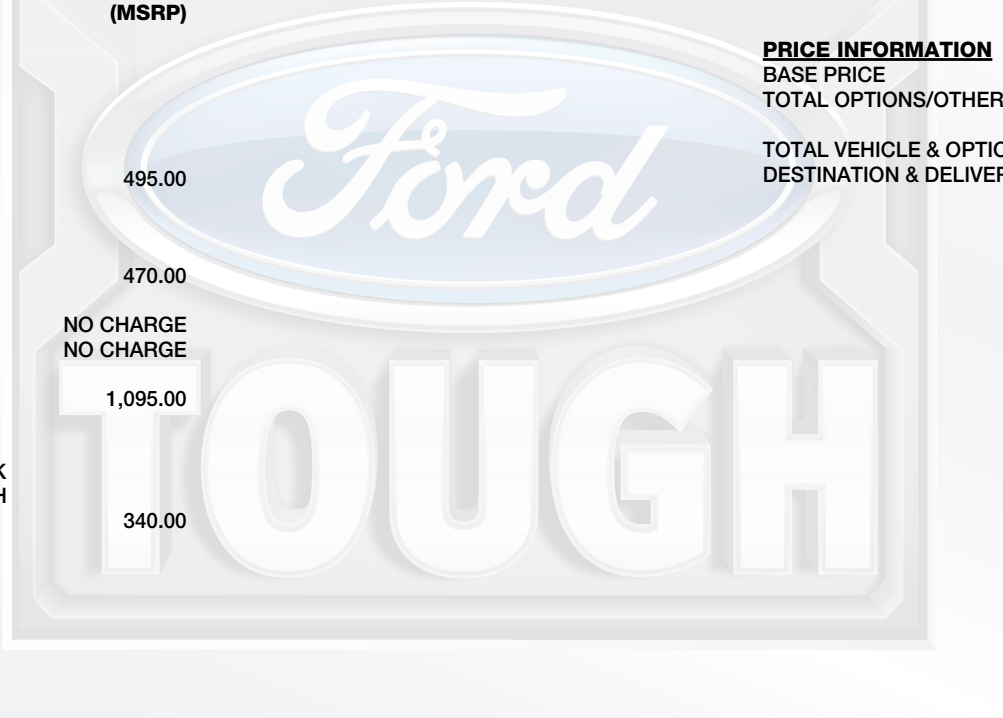 (MSRP)
495.00
470.00
NO CHARGE
NO CHARGE
1,095.00
340.00
PRICE INFORMATION
BASE PRICE
TOTAL OPTIONS/OTHER
TOTAL VEHICLE & OPTIO
DESTINATION & DELIVER
Ford
TOUGH